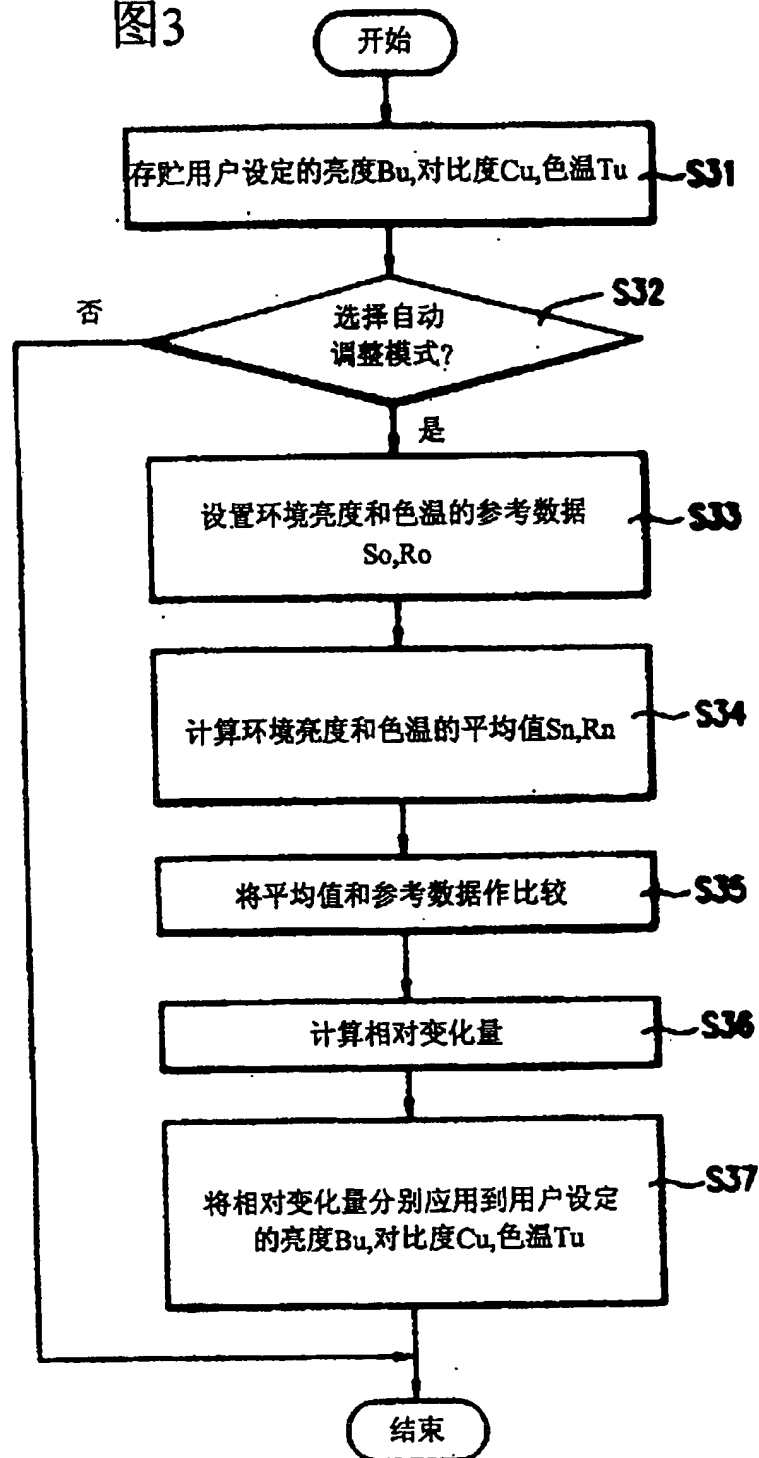 图3
开始
存贮用户设定的亮度Bu,对比度Cu,色温Tu
S31
S32
否
选择自动
调整模式?
是
设置环境亮度和色温的参考数据
So,Ro
S33
计算环境亮度和色温的平均值Sn,Rn
S34
将平均值和参考数据作比较
S35
计算相对变化量
S36
将相对变化量分别应用到用户设定
的亮度Bu,对比度Cu,色温Tu
S37
结束